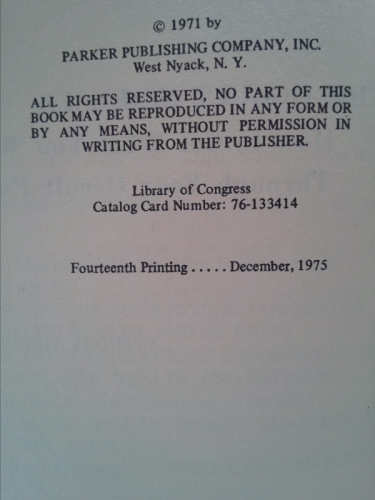 © 1971 by
PARKER PUBLISHING COMPANY, INC.
West Nyack, N. Y.
ALL RIGHTS RESERVED, NO PART OF THIS
BOOK MAY BE REPRODUCED IN ANY FORM OR
BY ANY MEANS, WITHOUT PERMISSION IN
WRITING FROM THE PUBLISHER.
Library of Congress
Catalog Card Number: 76-133414
Fourteenth Printing ..... December, 1975